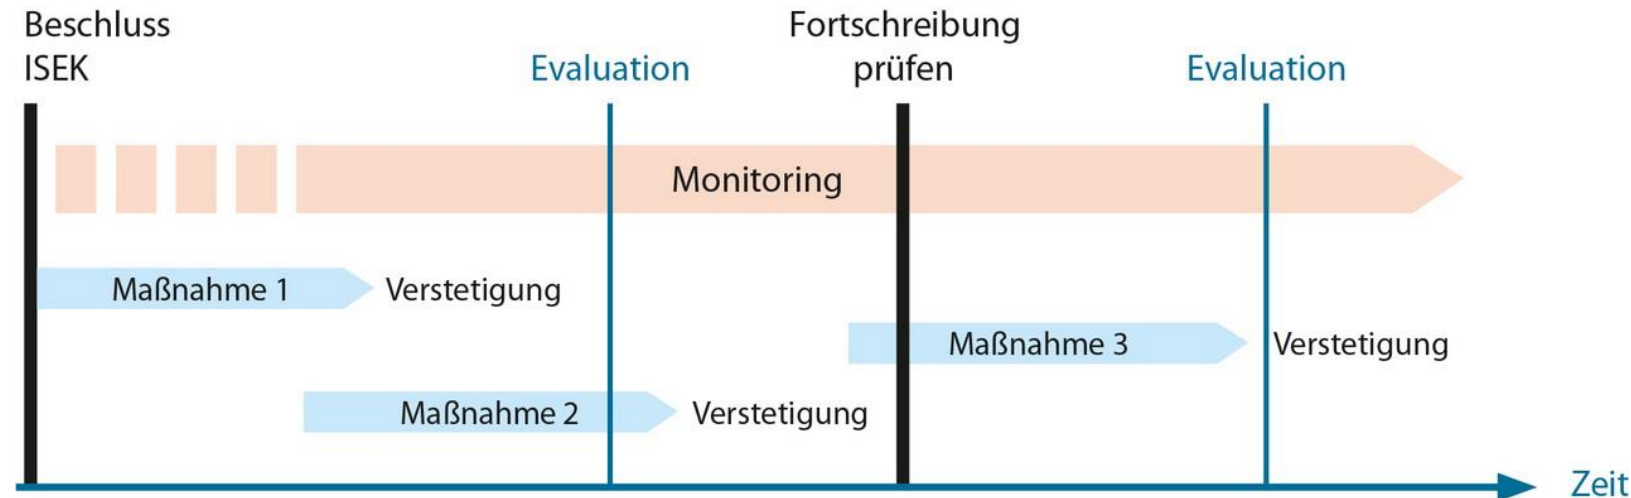 Beschluss
ISEK
Evaluation
Fortschreibung
prüfen
Evaluation
Monitoring
Maßnahme 1
Verstetigung
Maßnahme 3
Verstetigung
Maßnahme 2
Verstetigung
Zeit